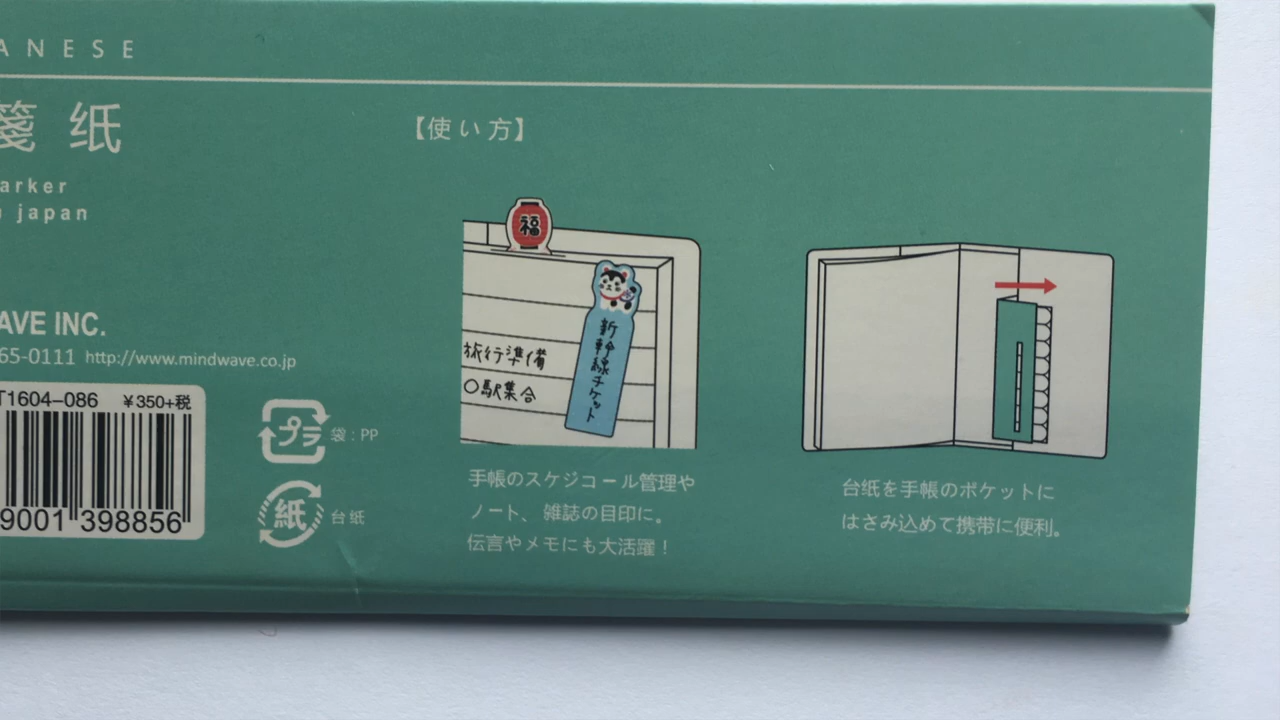 ANESE
箋紙
arker
japan
【使い方】
福
新幹線チケット
旅行準備
〇駅集合
AVE INC.
65-0111 http://www.mindwave.co.jp
T1604-086 ¥350+税
9001 398856
プラ 袋:PP
紙 台紙
手帳のスケジュール管理や
ノート、雑誌の目印に。
伝言やメモにも大活躍!
台紙を手帳のポケットに
はさみ込めて携帯に便利。